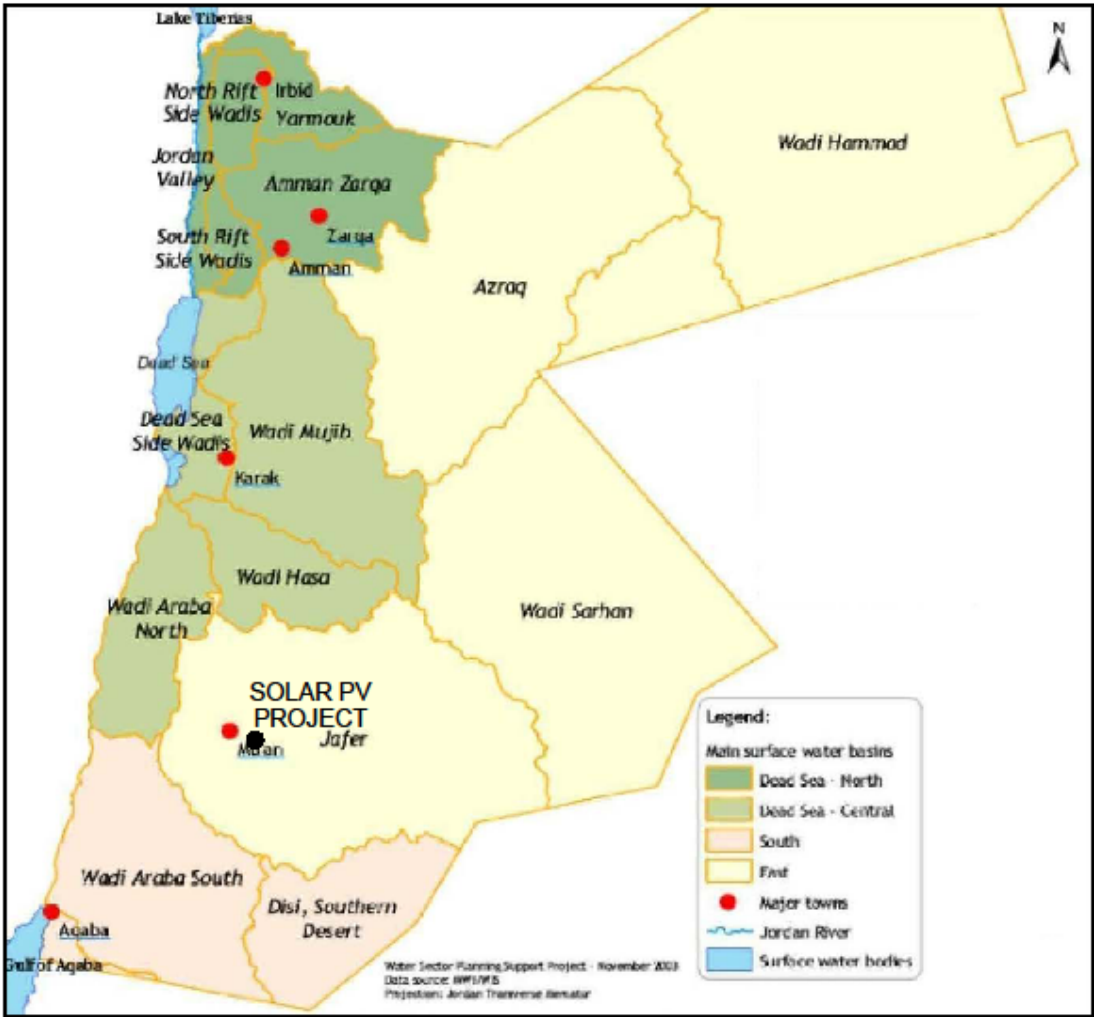 Lake Tiberias
N
North Rift
Side Wadis
Irbid
Yarmouk
Wadi Hammad
Jordan
Valley
Amman Zarqa
Zarqa
South Rift
Side Wadis
Amman
Azraq
Dead Sea
Dead Sea
Side Wadis
Wadi Mujib
Karak
Wadi Hasa
Wadi Araba
North
Wadi Sarhan
SOLAR PV
PROJECT
Ma'an
Jafer
Legend:
Main surface water basins
Dead Sea - North
Dead Sea - Central
South
East
Major towns
Jordan River
Surface water bodies
Wadi Araba South
Disi, Southern
Desert
Aqaba
Gulf of Aqaba
Water Sector Planning Support Project - November 2003
Data source:
Projection: Jordan Transverse Mercator